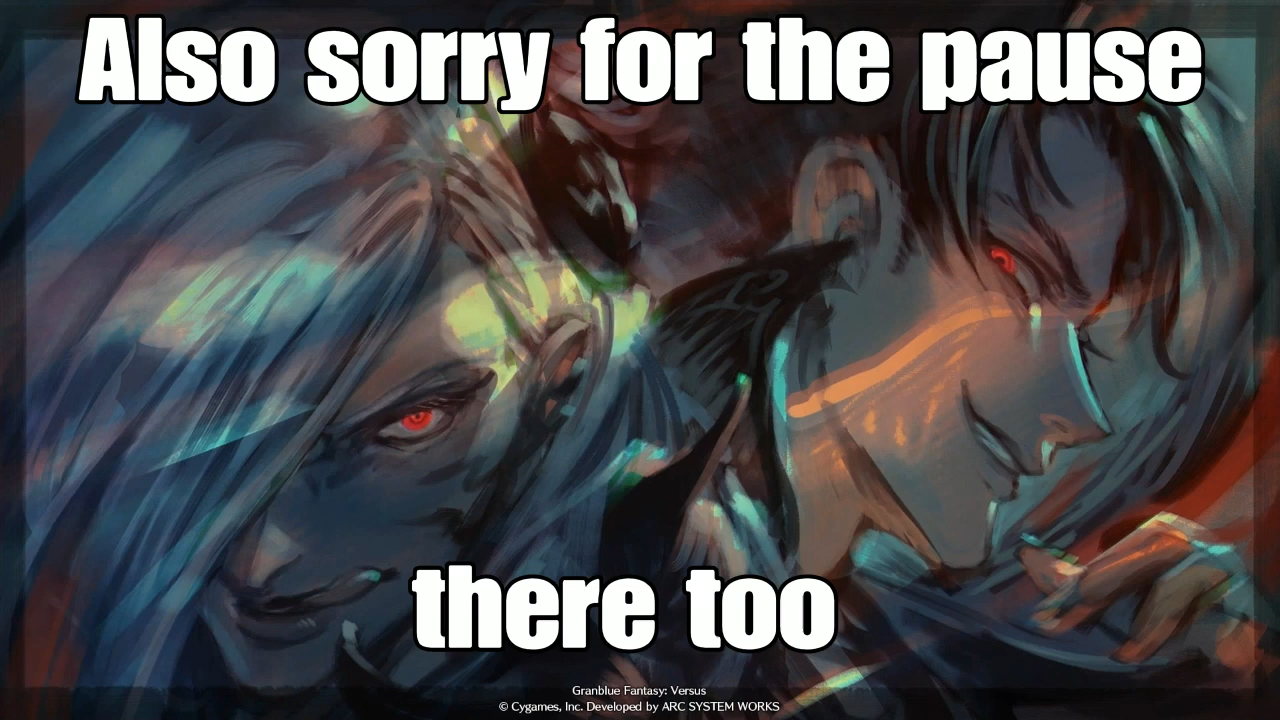 Also sorry for the pause
there too
Granblue Fantasy: Versus
© Cygames, Inc. Developed by ARC SYSTEM WORKS